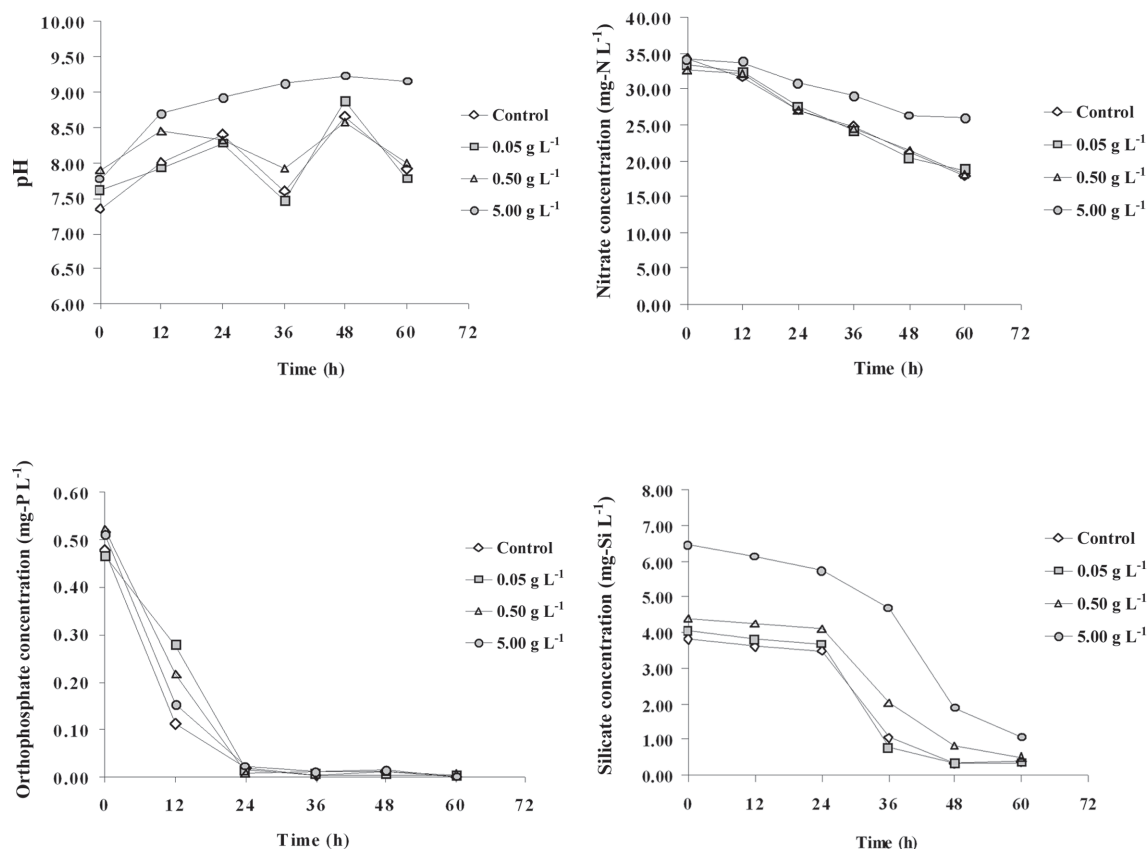 pH
10.00
9.50
9.00
8.50
8.00
7.50
7.00
6.50
6.00
0 12 24 36 48 60 72
Time (h)
Control
0.05 g L-1
0.50 g L-1
5.00 g L-1
Nitrate concentration (mg-N L-1)
40.00
35.00
30.00
25.00
20.00
15.00
10.00
5.00
0.00
0 12 24 36 48 60 72
Time (h)
Control
0.05 g L-1
0.50 g L-1
5.00 g L-1
Orthophosphate concentration (mg-P L-1)
0.60
0.50
0.40
0.30
0.20
0.10
0.00
0 12 24 36 48 60 72
Time (h)
Control
0.05 g L-1
0.50 g L-1
5.00 g L-1
Silicate concentration (mg-Si L-1)
8.00
7.00
6.00
5.00
4.00
3.00
2.00
1.00
0.00
0 12 24 36 48 60 72
Time (h)
Control
0.05 g L-1
0.50 g L-1
5.00 g L-1